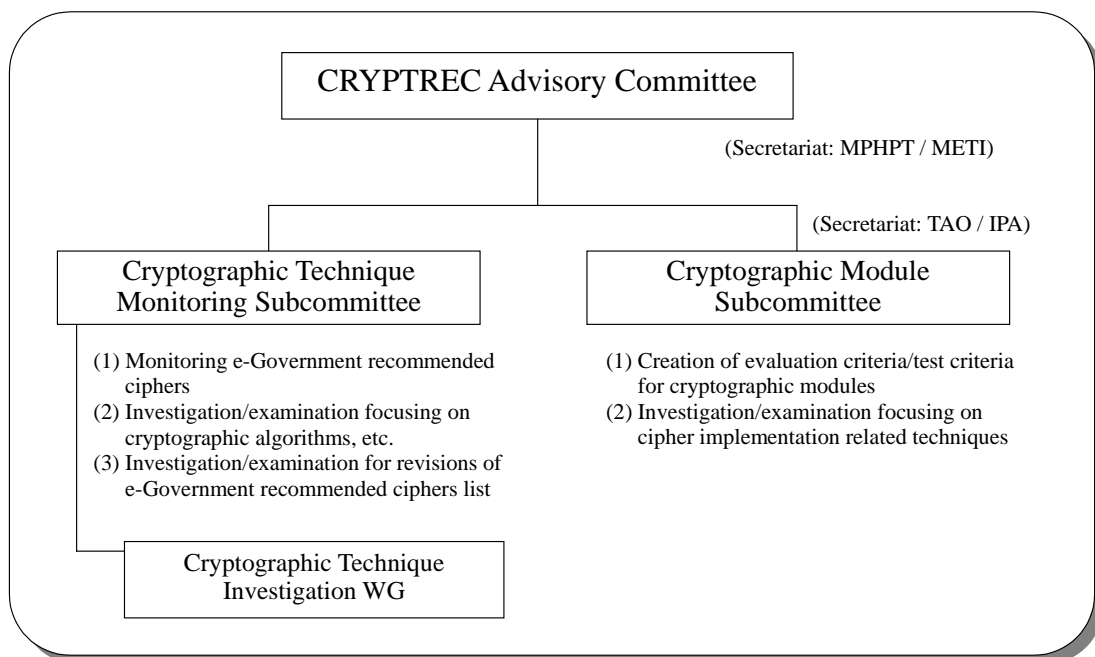 CRYPTREC Advisory Committee
(Secretariat: MPHPT / METI)
(Secretariat: TAO / IPA)
Cryptographic Technique
Monitoring Subcommittee
(1) Monitoring e-Government recommended
ciphers
(2) Investigation/examination focusing on
cryptographic algorithms, etc.
(3) Investigation/examination for revisions of
e-Government recommended ciphers list
Cryptographic Technique
Investigation WG
Cryptographic Module
Subcommittee
(1) Creation of evaluation criteria/test criteria
for cryptographic modules
(2) Investigation/examination focusing on
cipher implementation related techniques